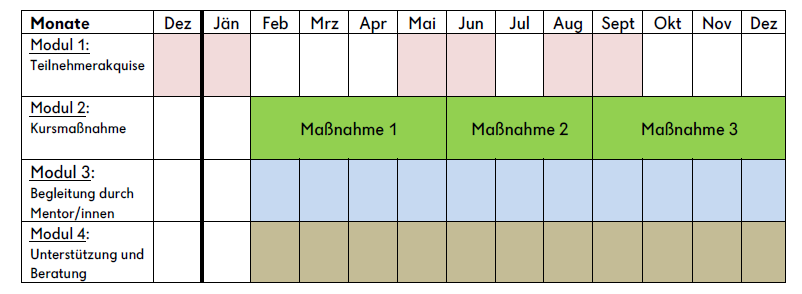 Monate Dez Jän Feb Mrz Apr Mai Jun Jul Aug Sept Okt Nov Dez
Modul 1:
Teilnehmerakquise
Modul 2:
Kursmaßnahme
Maßnahme 1 Maßnahme 2 Maßnahme 3
Modul 3:
Begleitung durch
Mentor/innen
Modul 4:
Unterstützung und
Beratung